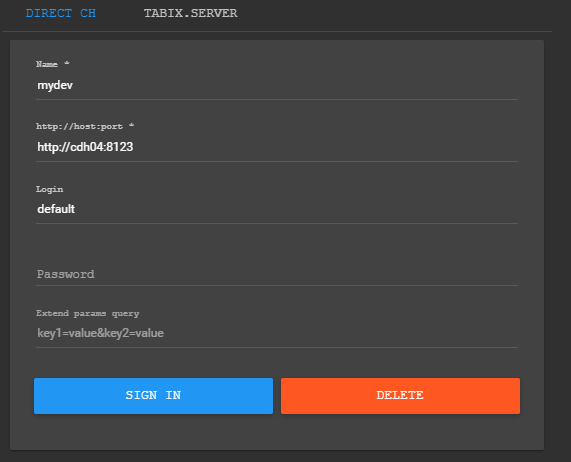 DIRECT CH TABIX.SERVER
Name *
mydev
http://host:port *
http://cdh04:8123
Login
default
Password
Extend params query
key1=value&key2=value
SIGN IN DELETE